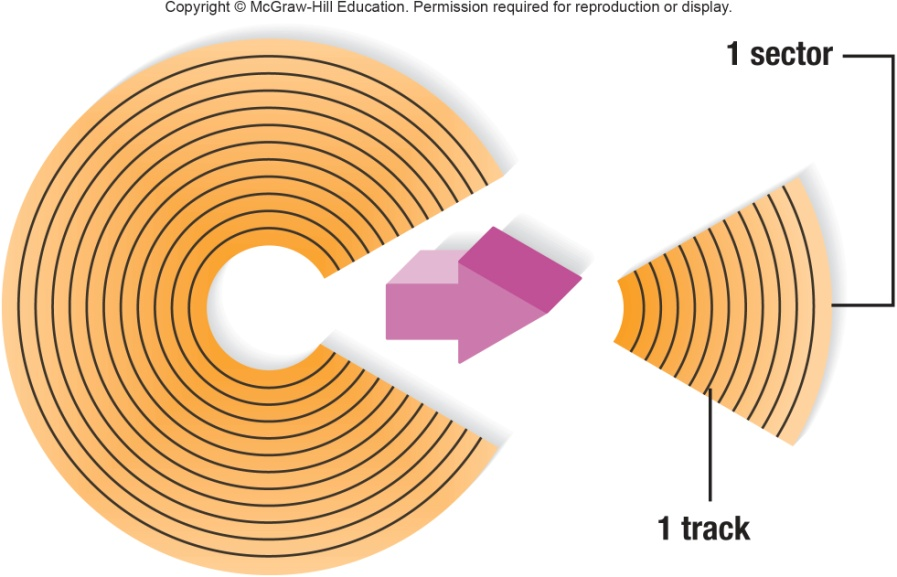 Copyright © McGraw-Hill Education. Permission required for reproduction or display.
1 sector
1 track